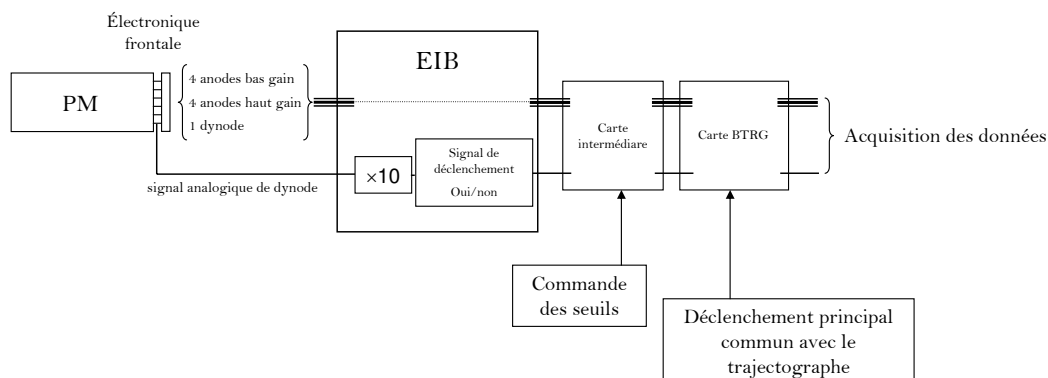 Électronique
frontale
PM
4 anodes bas gain
4 anodes haut gain
1 dynode
signal analogique de dynode
EIB
×10
Signal de
déclenchement
Oui/non
Carte
intermédiare
Carte BTRG
Acquisition des données
Commande
des seuils
Déclenchement principal
commun avec le
trajectographe